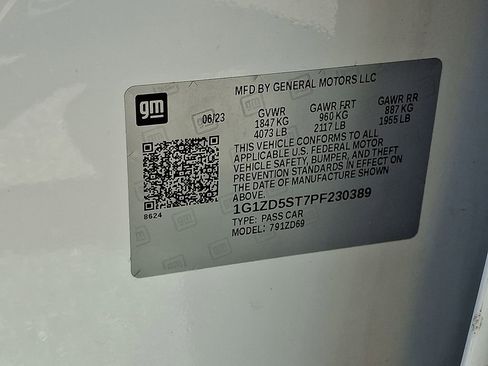 gm
MFD BY GENERAL MOTORS LLC
06/23 GVWR GAWR FRT GAWR RR
1847 KG 960 KG 887 KG
4073 LB 2117 LB 1955 LB
THIS VEHICLE CONFORMS TO ALL
APPLICABLE U.S. FEDERAL MOTOR
VEHICLE SAFETY, BUMPER, AND THEFT
PREVENTION STANDARDS IN EFFECT ON
THE DATE OF MANUFACTURE SHOWN
ABOVE.
1G1ZD5ST7PF230389
TYPE: PASS CAR
MODEL: 791ZD69
8624